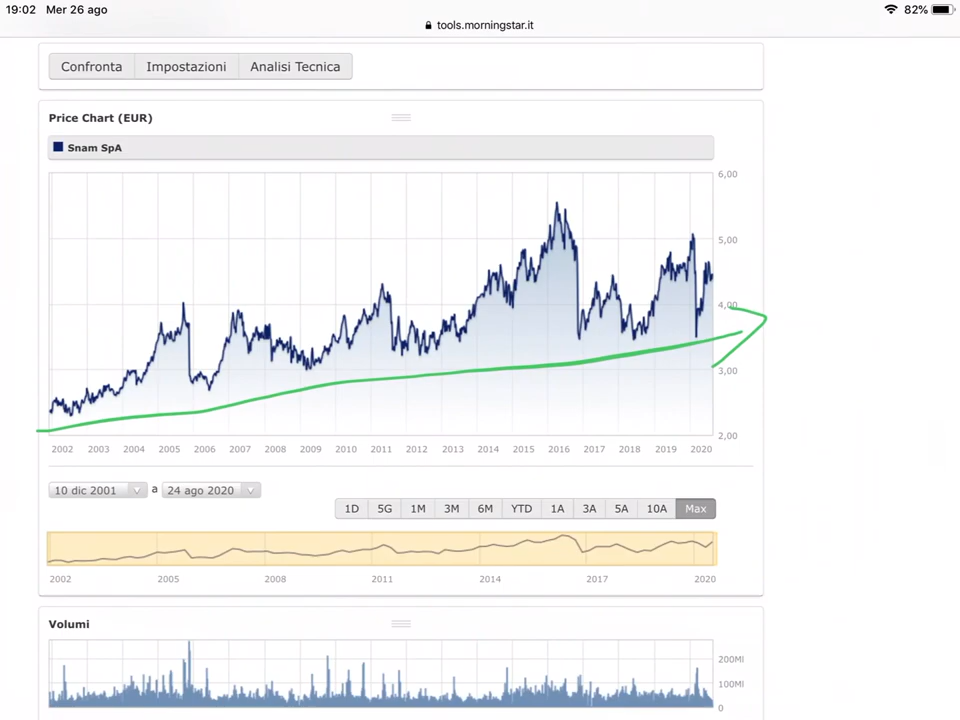 19:02 Mer 26 ago 82%
tools.morningstar.it
Confronta Impostazioni Analisi Tecnica
Price Chart (EUR)
Snam SpA
6,00
5,00
4,00
3,00
2,00
2002 2003 2004 2005 2006 2007 2008 2009 2010 2011 2012 2013 2014 2015 2016 2017 2018 2019 2020
10 dic 2001 a 24 ago 2020
1D 5G 1M 3M 6M YTD 1A 3A 5A 10A Max
2002 2005 2008 2011 2014 2017 2020
Volumi
200Ml
100Ml
0